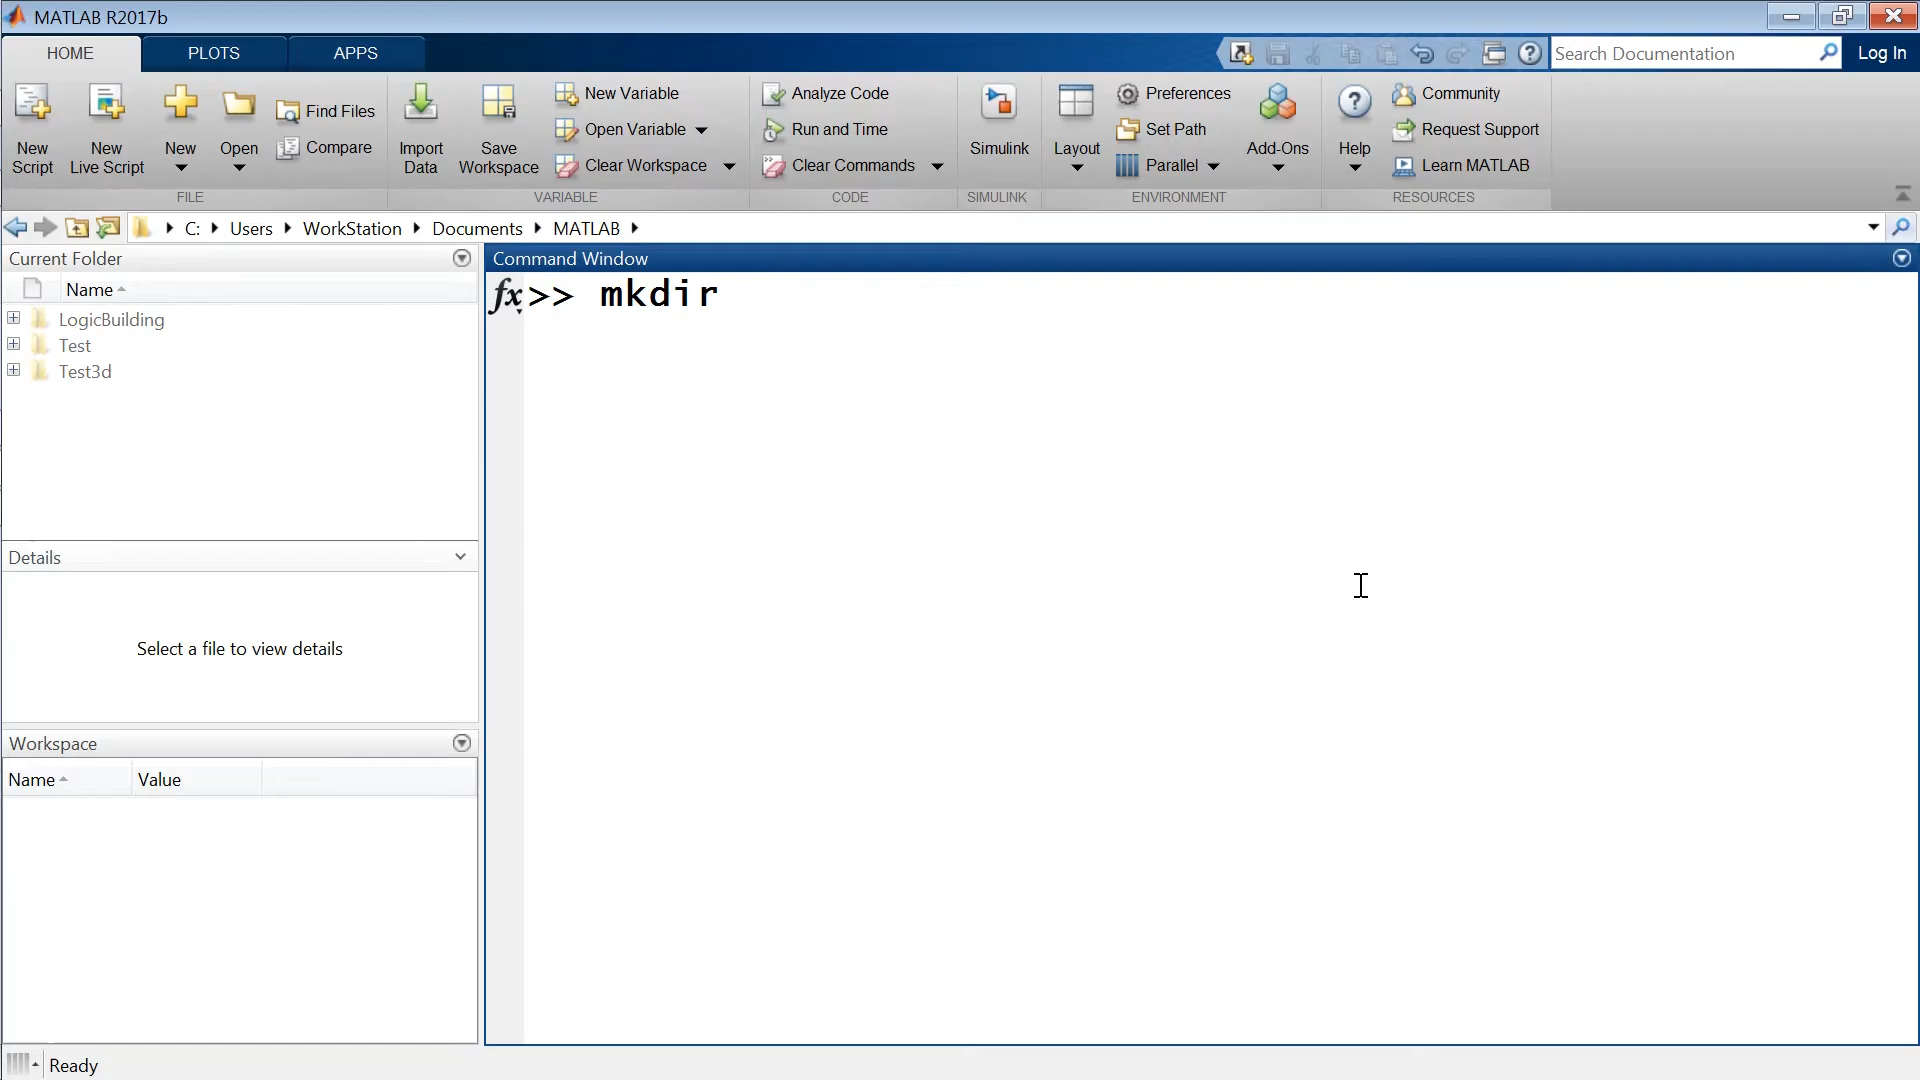 MATLAB R2017b
HOME
PLOTS
APPS
Search Documentation
Log In
New Script
New Live Script
New
Open
Find Files
Compare
FILE
Import Data
Save Workspace
New Variable
Open Variable
Clear Workspace
VARIABLE
Analyze Code
Run and Time
Clear Commands
CODE
Simulink
SIMULINK
Layout
Preferences
Set Path
Parallel
Add-Ons
ENVIRONMENT
Help
Community
Request Support
Learn MATLAB
RESOURCES
C: Users WorkStation Documents MATLAB
Current Folder
Name
LogicBuilding
Test
Test3d
Details
Select a file to view details
Workspace
Name Value
Command Window
fx >> mkdir
Ready